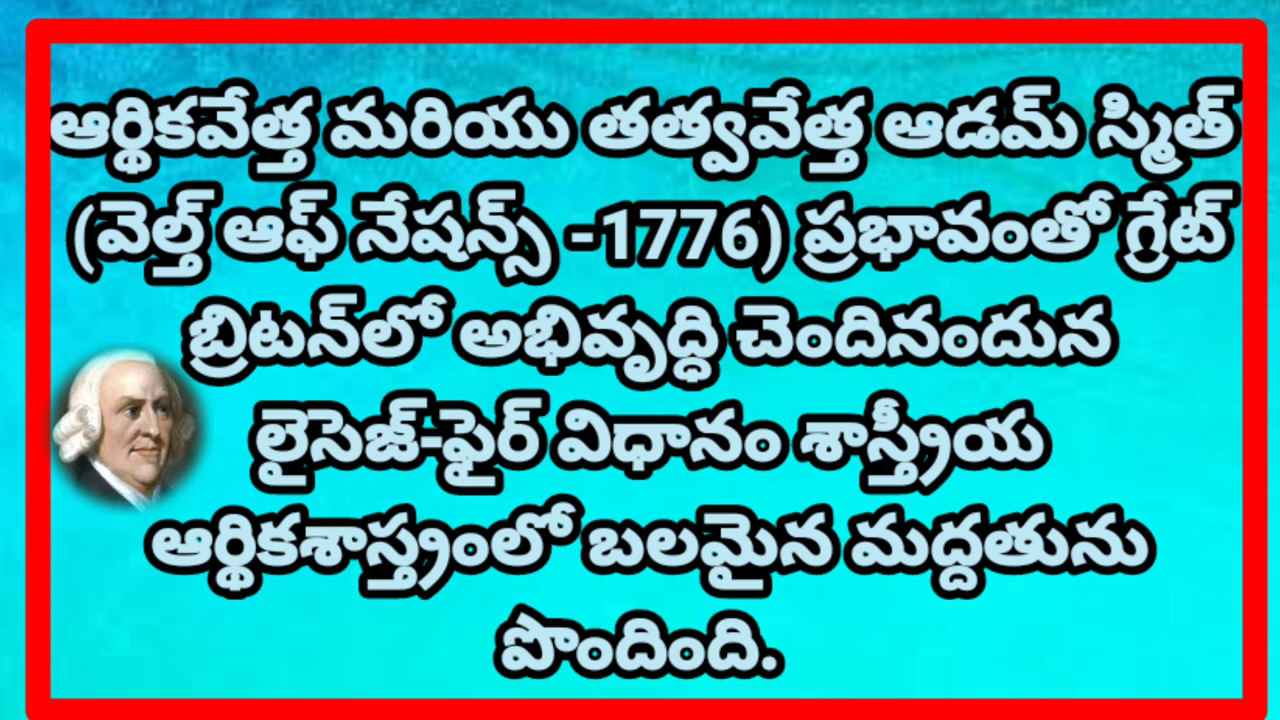 ఆర్థికవేత్త మరియు తత్వవేత్త ఆడమ్ స్మిత్
(వెల్త్ ఆఫ్ నేషన్స్ -1776) ప్రభావంతో గ్రేట్
బ్రిటన్‌లో అభివృద్ధి చెందినందున
లైసెజ్-ఫైర్ విధానం శాస్త్రీయ
ఆర్థికశాస్త్రంలో బలమైన మద్దతును
పొందింది.